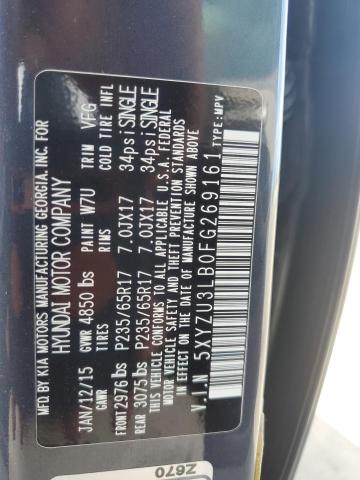 MFD. BY KIA MOTORS MANUFACTURING GEORGIA, INC. FOR
HYUNDAI MOTOR COMPANY
JAN/12/15 GVWR 4850 lbs PAINT W7U TRIM VFG
GAWR TIRES RIMS COLD TIRE INFL
FRONT 2976 lbs P235/65R17 7.0JX17 34psi SINGLE
REAR 3075 lbs P235/65R17 7.0JX17 34psi SINGLE
THIS VEHICLE CONFORMS TO ALL APPLICABLE U.S.A. FEDERAL
MOTOR VEHICLE SAFETY AND THEFT PREVENTION STANDARDS
IN EFFECT ON THE DATE OF MANUFACTURE SHOWN ABOVE
V.I.N 5XYZU3LB0FG269161 TYPE:MPV
Z670